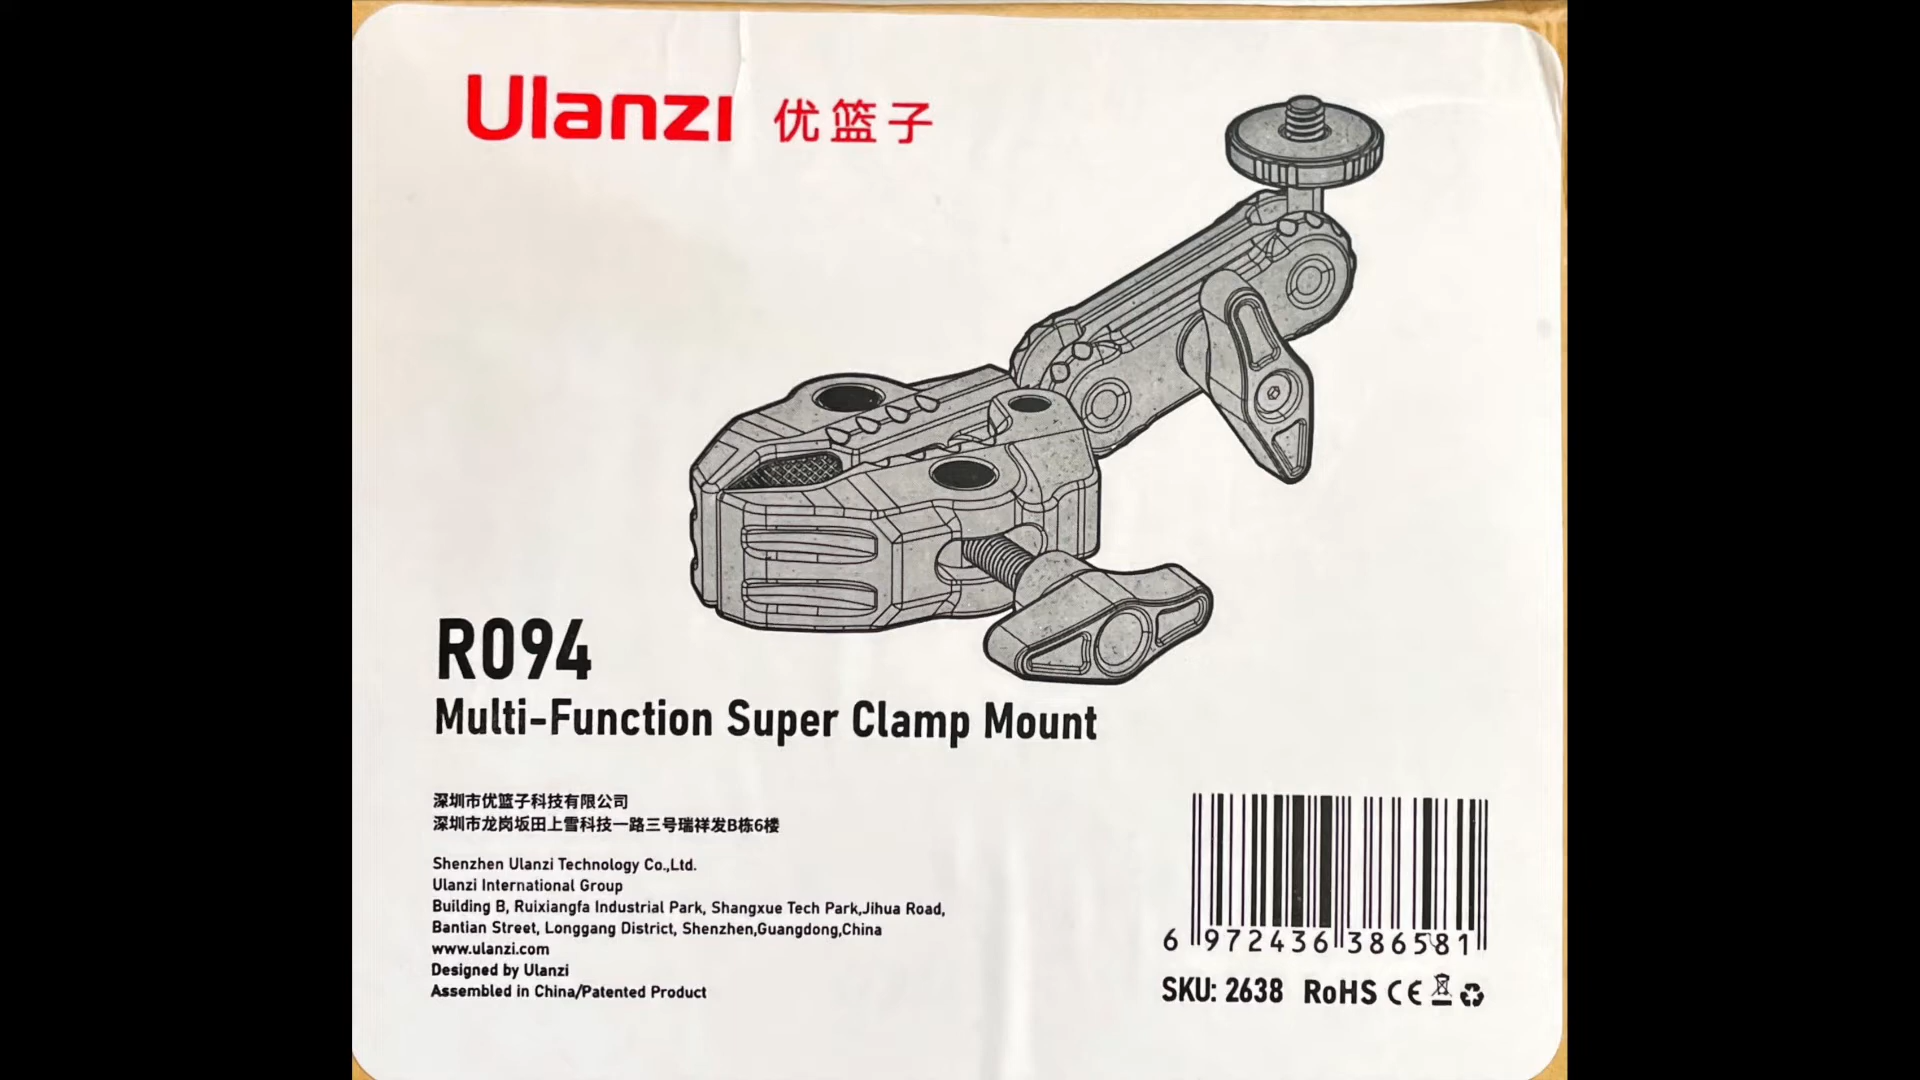 Ulanzi 优篮子
R094
Multi-Function Super Clamp Mount
深圳市优篮子科技有限公司
深圳市龙岗坂田上雪科技一路三号瑞祥发B栋6楼
Shenzhen Ulanzi Technology Co.,Ltd.
Ulanzi International Group
Building B, Ruixiangfa Industrial Park, Shangxue Tech Park,Jihua Road,
Bantian Street, Longgang District, Shenzhen,Guangdong,China
www.ulanzi.com
Designed by Ulanzi
Assembled in China/Patented Product
6 972436 386581
SKU: 2638 RoHS CE